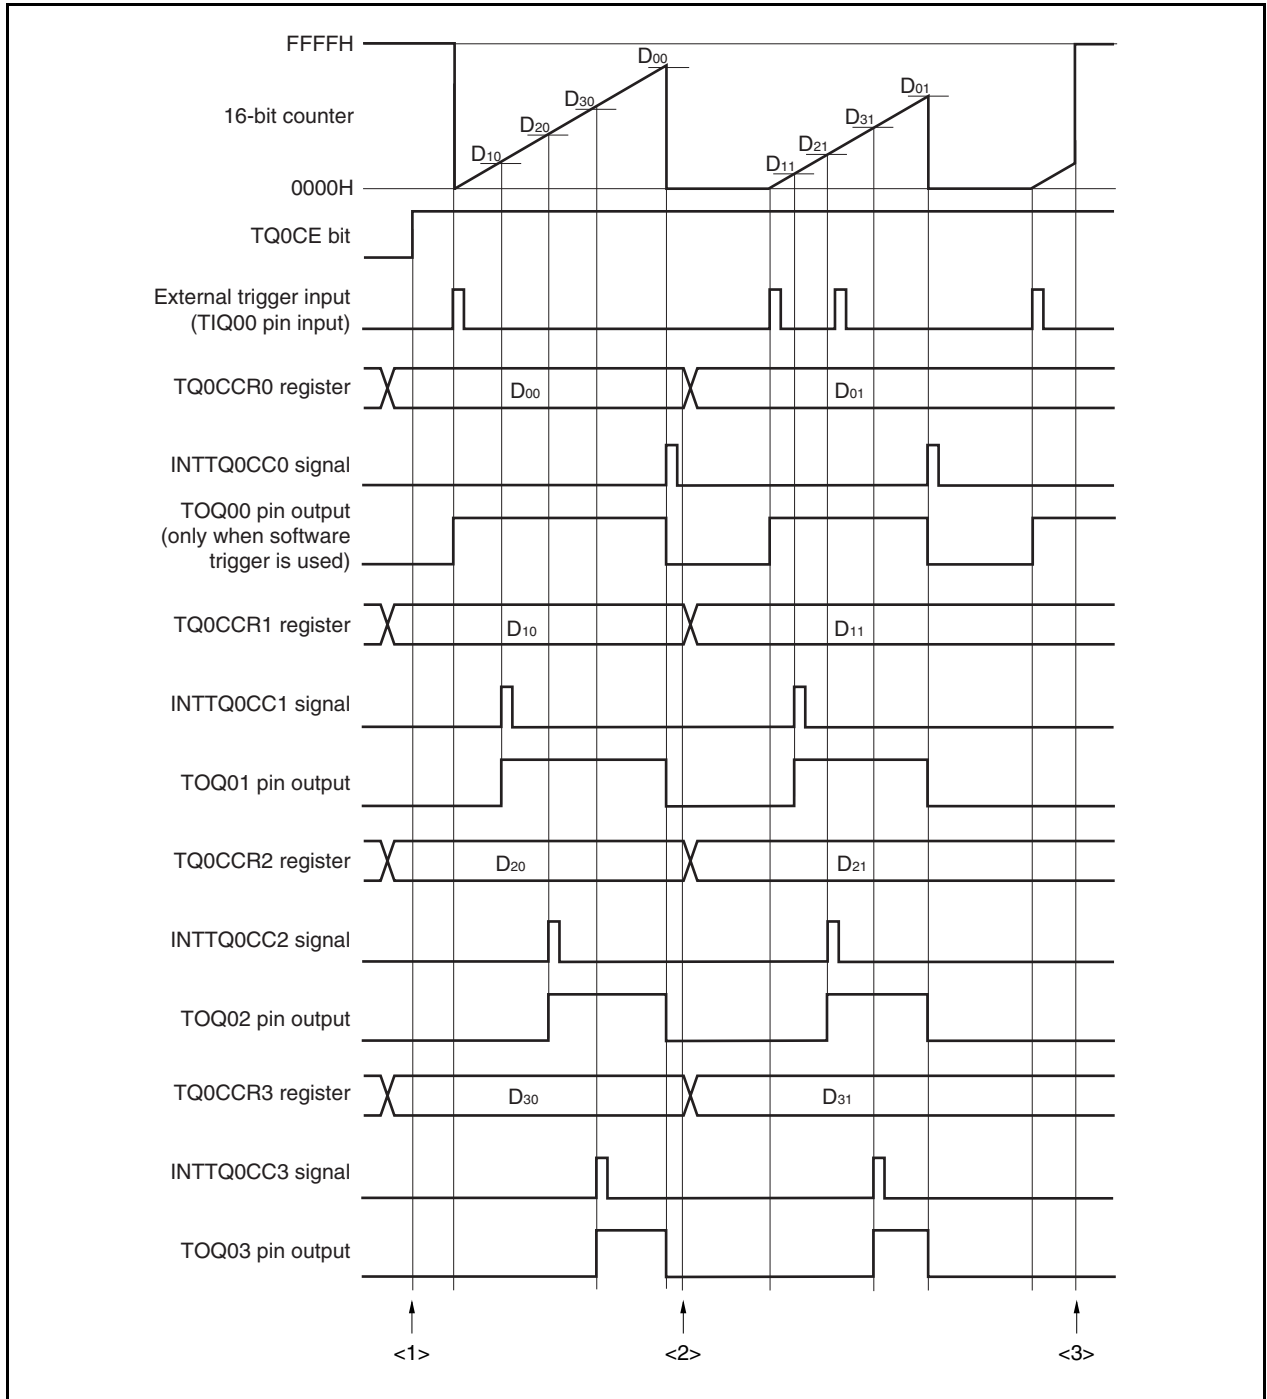 FFFFH
16-bit counter
0000H
D10
D20
D30
D00
D11
D21
D31
D01
TQ0CE bit
External trigger input
(TIQ00 pin input)
TQ0CCR0 register
D00
D01
INTTQ0CC0 signal
TOQ00 pin output
(only when software
trigger is used)
TQ0CCR1 register
D10
D11
INTTQ0CC1 signal
TOQ01 pin output
TQ0CCR2 register
D20
D21
INTTQ0CC2 signal
TOQ02 pin output
TQ0CCR3 register
D30
D31
INTTQ0CC3 signal
TOQ03 pin output
<1>
<2>
<3>